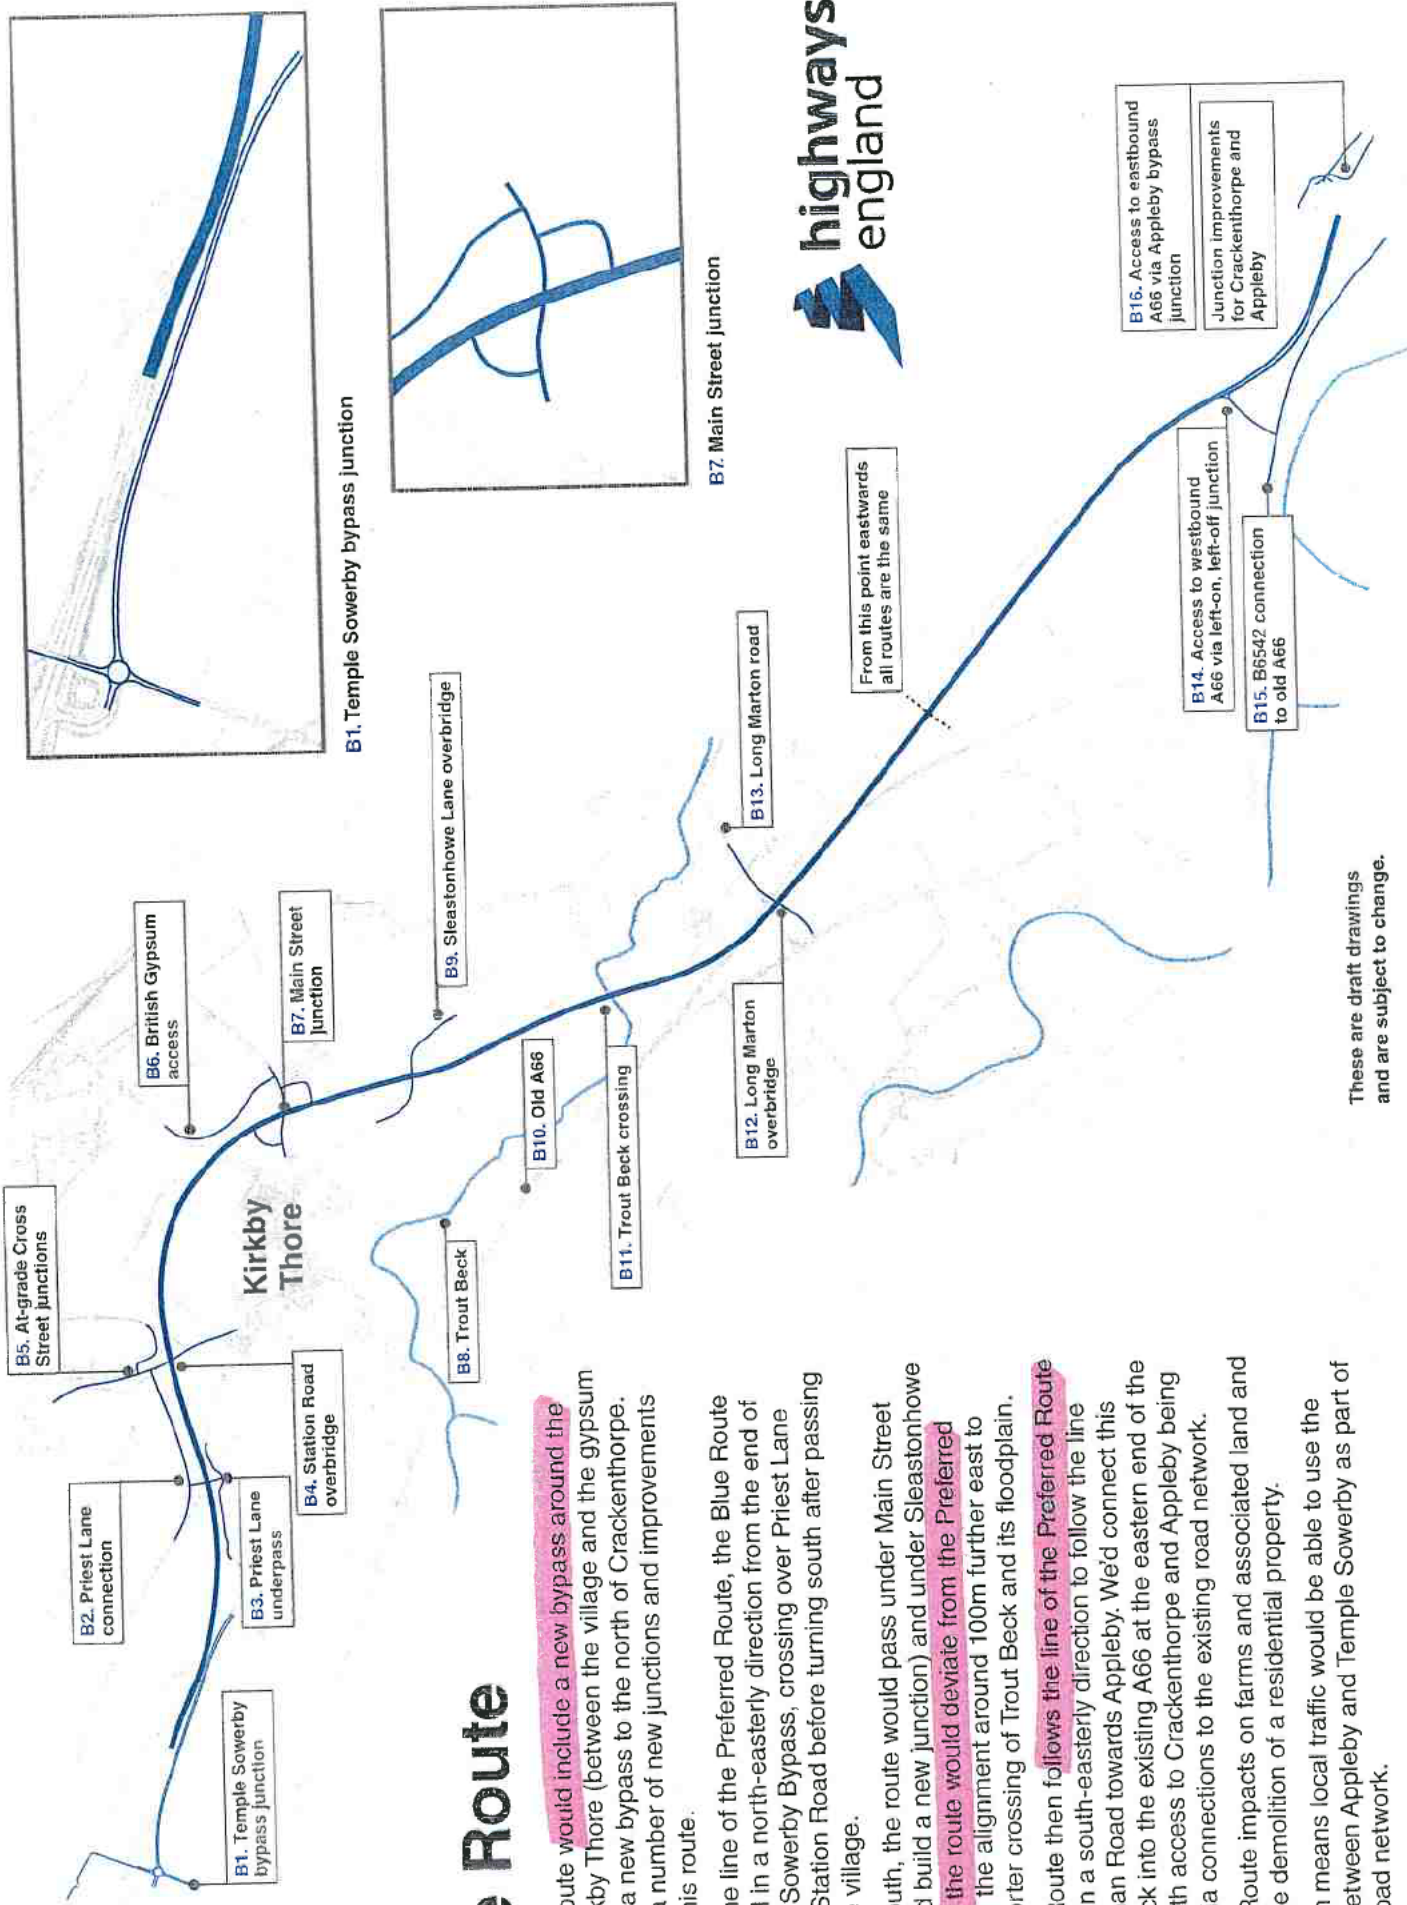 Route
would include a new bypass around the
Thore (between the village and the gypsum
a new bypass to the north of Crackenthorpe.
number of new junctions and improvements
this route.
line of the Preferred Route, the Blue Route
in a north-easterly direction from the end of
Sowerby Bypass, crossing over Priest Lane
Station Road before turning south after passing
village.
the route would pass under Main Street
build a new junction) and under Sleastonhowe
the route would deviate from the Preferred
the alignment around 100m further east to
crossing of Trout Beck and its floodplain.
then follows the line of the Preferred Route
in a south-easterly direction to follow the line
Road towards Appleby. We'd connect this
into the existing A66 at the eastern end of the
access to Crackenthorpe and Appleby being
connections to the existing road network.
Route impacts on farms and associated land and
demolition of a residential property.
means local traffic would be able to use the
between Appleby and Temple Sowerby as part of
road network.
B1. Temple Sowerby
bypass junction
B2. Priest Lane
connection
B3. Priest Lane
underpass
B4. Station Road
overbridge
B5. At-grade Cross
Street junctions
Kirkby
Thore
B6. British Gypsum
access
B7. Main Street
junction
B8. Trout Beck
B9. Sleastonhowe Lane overbridge
B10. Old A66
B11. Trout Beck crossing
B12. Long Marton
overbridge
B13. Long Marton road
From this point eastwards
all routes are the same
B14. Access to westbound
A66 via left-on, left-off junction
B15. B6542 connection
to old A66
B16. Access to eastbound
A66 via Appleby bypass
junction
Junction improvements
for Crackenthorpe and
Appleby
B1. Temple Sowerby bypass junction
B7. Main Street junction
highways
england
These are draft drawings
and are subject to change.